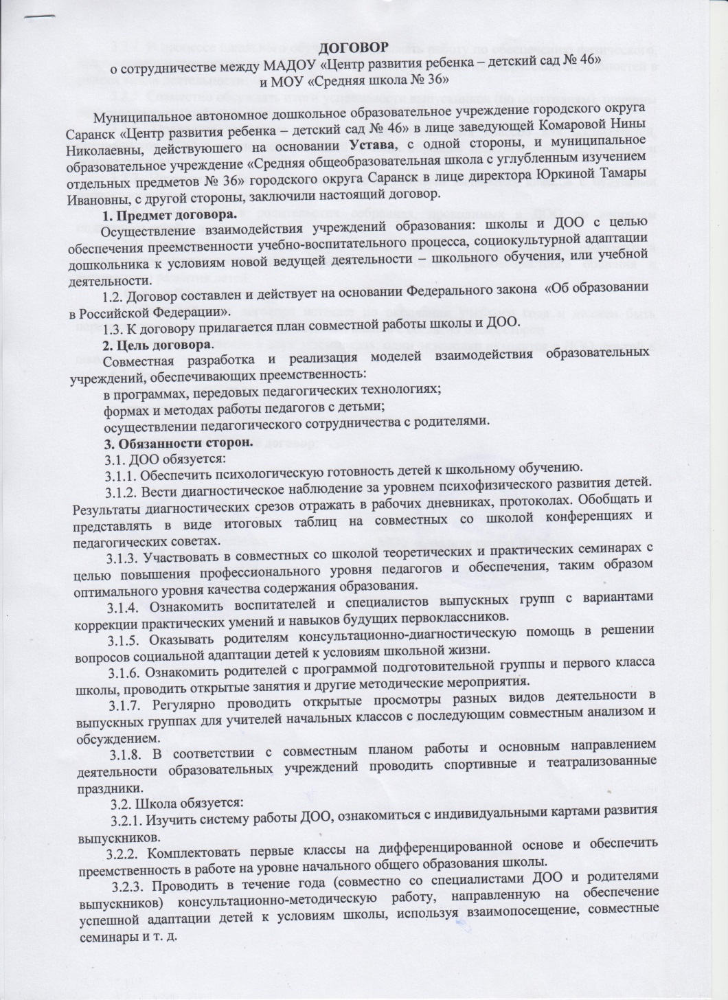 ДОГОВОР
о сотрудничестве между МАДОУ «Центр развития ребенка – детский сад № 46»
и МОУ «Средняя школа № 36»
Муниципальное автономное дошкольное образовательное учреждение городского округа
Саранск «Центр развития ребенка – детский сад № 46» в лице заведующей Комаровой Нины
Николаевны, действуюшего на основании Устава, с одной стороны, и муниципальное
образовательное учреждение «Средняя общеобразовательная школа с углубленным изучением
отдельных предметов № 36» городского округа Саранск в лице директора Юркиной Тамары
Ивановны, с другой стороны, заключили настоящий договор.
1. Предмет договора.
Осуществление взаимодействия учреждений образования: школы и ДОО с целью
обеспечения преемственности учебно-воспитательного процесса, социокультурной адаптации
дошкольника к условиям новой ведущей деятельности – школьного обучения, или учебной
деятельности.
1.2. Договор составлен и действует на основании Федерального закона «Об образовании
в Российской Федерации».
1.3. К договору прилагается план совместной работы школы и ДОО.
2. Цель договора.
Совместная разработка и реализация моделей взаимодействия образовательных
учреждений, обеспечивающих преемственность:
в программах, передовых педагогических технологиях;
формах и методах работы педагогов с детьми;
осуществлении педагогического сотрудничества с родителями.
3. Обязанности сторон.
3.1. ДОО обязуется:
3.1.1. Обеспечить психологическую готовность детей к школьному обучению.
3.1.2. Вести диагностическое наблюдение за уровнем психофизического развития детей.
Результаты диагностических срезов отражать в рабочих дневниках, протоколах. Обобщать и
представлять в виде итоговых таблиц на совместных со школой конференциях и
педагогических советах.
3.1.3. Участвовать в совместных со школой теоретических и практических семинарах с
целью повышения профессионального уровня педагогов и обеспечения, таким образом
оптимального уровня качества содержания образования.
3.1.4. Ознакомить воспитателей и специалистов выпускных групп с вариантами
коррекции практических умений и навыков будущих первоклассников.
3.1.5. Оказывать родителям консультационно-диагностическую помощь в решении
вопросов социальной адаптации детей к условиям школьной жизни.
3.1.6. Ознакомить родителей с программой подготовительной группы и первого класса
школы, проводить открытые занятия и другие методические мероприятия.
3.1.7. Регулярно проводить открытые просмотры разных видов деятельности в
выпускных группах для учителей начальных классов с последующим совместным анализом и
обсуждением.
3.1.8. В соответствии с совместным планом работы и основным направлением
деятельности образовательных учреждений проводить спортивные и театрализованные
праздники.
3.2. Школа обязуется:
3.2.1. Изучить систему работы ДОО, ознакомиться с индивидуальными картами развития
выпускников.
3.2.2. Комплектовать первые классы на дифференцированной основе и обеспечить
преемственность в работе на уровне начального общего образования школы.
3.2.3. Проводить в течение года (совместно со специалистами ДОО и родителями
выпускников) консультационно-методическую работу, направленную на обеспечение
успешной адаптации детей к условиям школы, используя взаимопосещение, совместные
семинары и т. д.